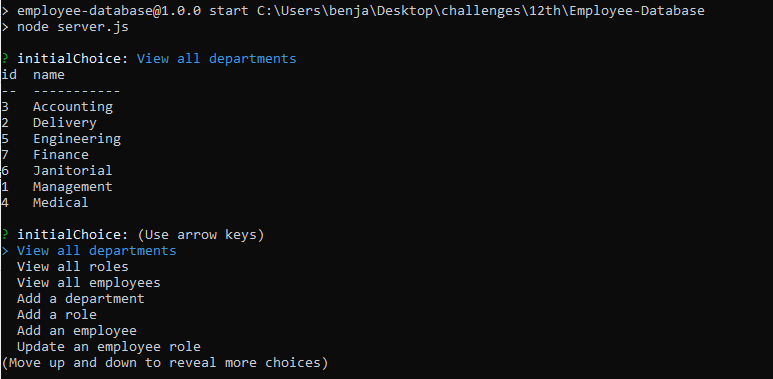 > employee-database@1.0.0 start C:\Users\benja\Desktop\challenges\12th\Employee-Database
> node server.js
? initialChoice: View all departments
id  name
--  -----------
3   Accounting
2   Delivery
5   Engineering
7   Finance
6   Janitorial
1   Management
4   Medical
? initialChoice: (Use arrow keys)
> View all departments
  View all roles
  View all employees
  Add a department
  Add a role
  Add an employee
  Update an employee role
(Move up and down to reveal more choices)